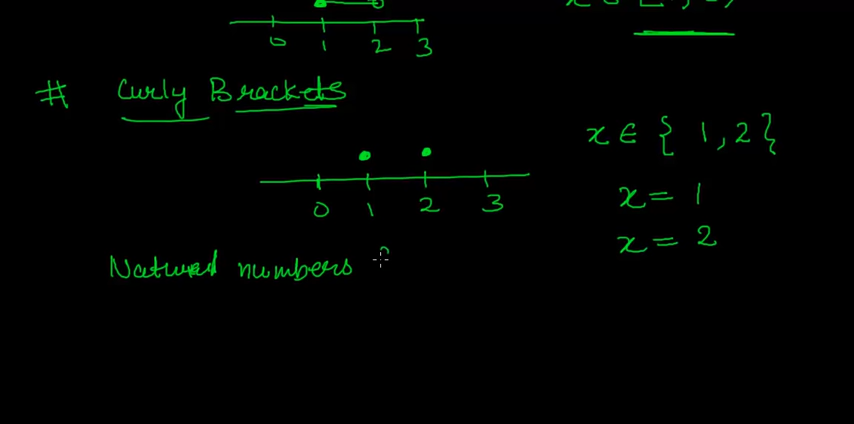 0 1 2 3
# Curly Brackets
x ∈ { 1, 2 }
0 1 2 3
x = 1
x = 2
Natural numbers